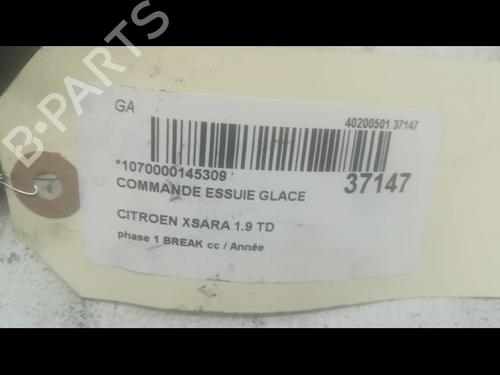 B-PARTS
GA
40200501 37147
*1070000145309
37147
COMMANDE ESSUIE GLACE
CITROEN XSARA 1.9 TD
phase 1 BREAK cc / Année